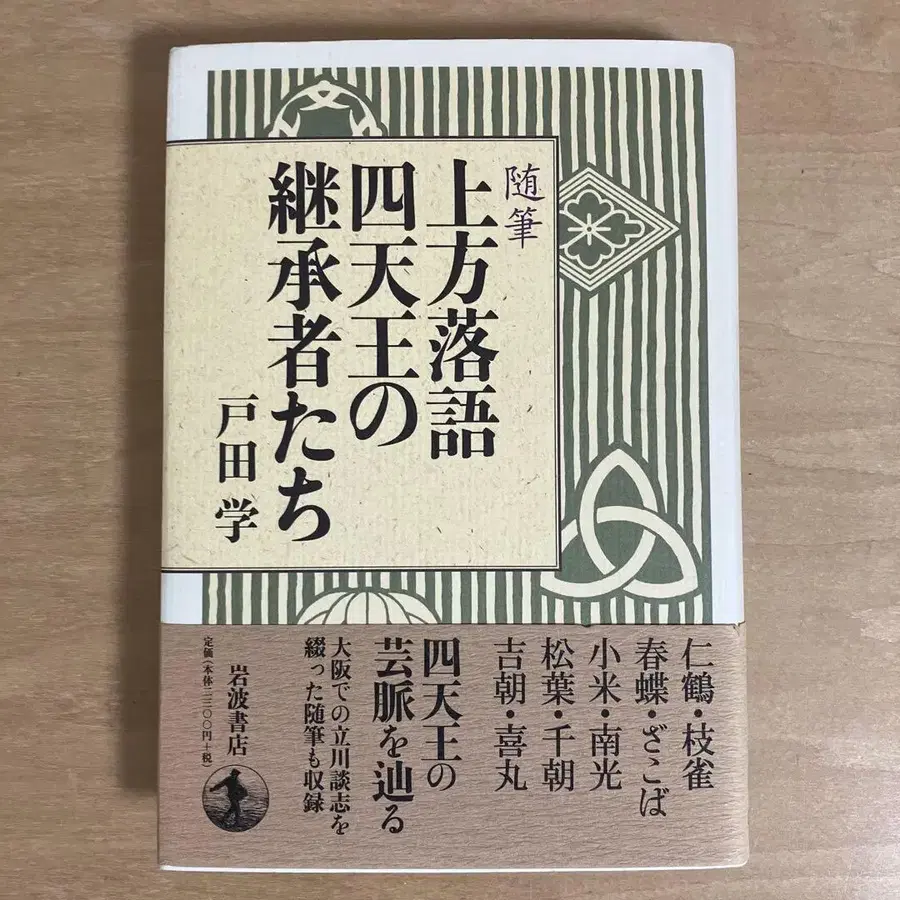 随筆
上方落語
四天王の
継承者たち
戸田 学
仁鶴・枝雀
春蝶・ざこば
小米・南光
松葉・千朝
吉朝・喜丸
四天王の
芸脈を辿る
大阪での立川談志を
綴った随筆も収録
岩波書店
定価(本体二三〇〇円+税)